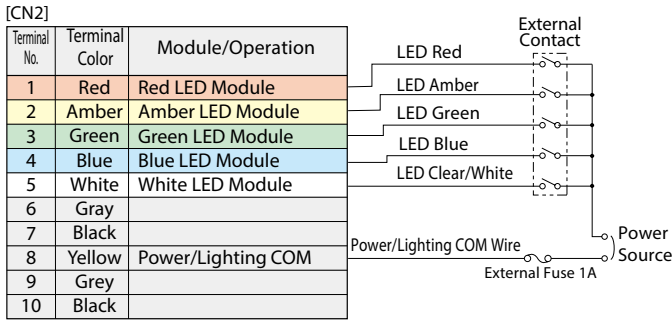 [CN2]
Terminal No. Terminal Color Module/Operation
1 Red Red LED Module
2 Amber Amber LED Module
3 Green Green LED Module
4 Blue Blue LED Module
5 White White LED Module
6 Gray
7 Black
8 Yellow Power/Lighting COM
9 Grey
10 Black
External
Contact
LED Red
LED Amber
LED Green
LED Blue
LED Clear/White
Power/Lighting COM Wire
External Fuse 1A
Power
Source